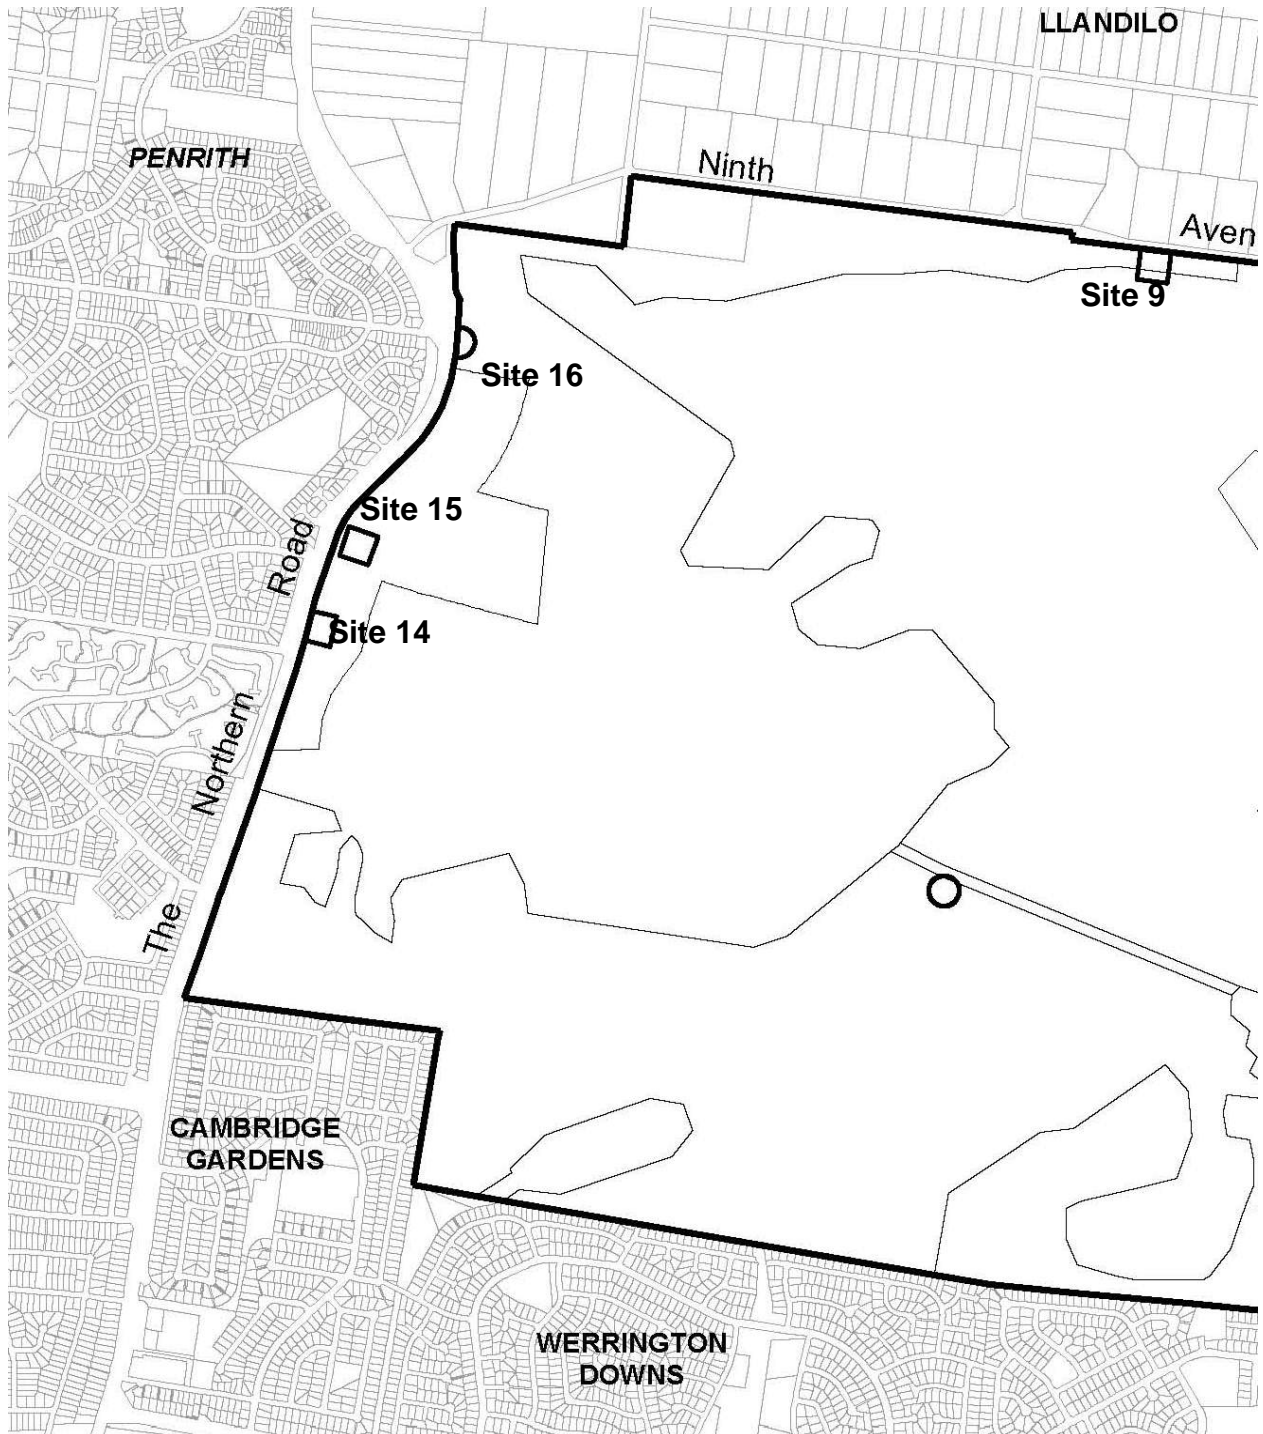 LLANDILO
PENRITH
Ninth
Aven
Site 9
Site 16
Site 15
Road
Site 14
Northern
The
CAMBRIDGE
GARDENS
WERRINGTON
DOWNS